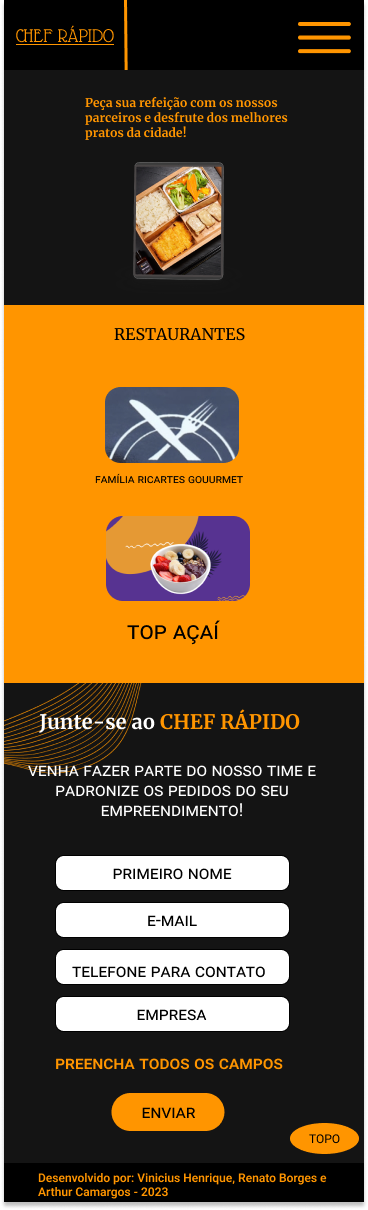 CHEF RÁPIDO
Peça sua refeição com os nossos
parceiros e desfrute dos melhores
pratos da cidade!
RESTAURANTES
FAMÍLIA RICARTES GOUURMET
TOP AÇAÍ
Junte-se ao CHEF RÁPIDO
VENHA FAZER PARTE DO NOSSO TIME E
PADRONIZE OS PEDIDOS DO SEU
EMPREENDIMENTO!
PRIMEIRO NOME
E-MAIL
TELEFONE PARA CONTATO
EMPRESA
PREENCHA TODOS OS CAMPOS
ENVIAR
TOPO
Desenvolvido por: Vinicius Henrique, Renato Borges e
Arthur Camargos - 2023